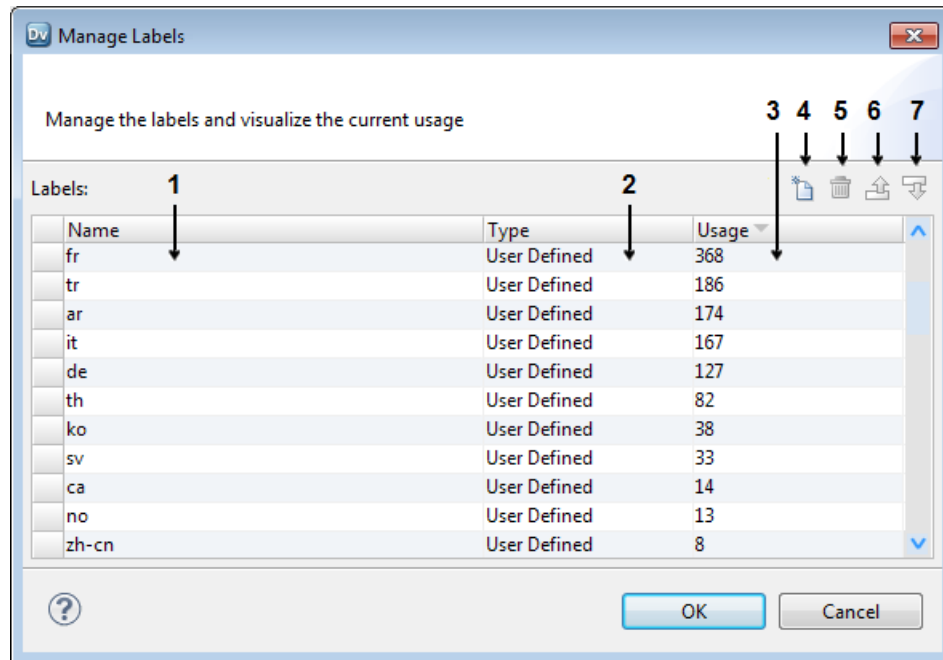 Dv Manage Labels
Manage the labels and visualize the current usage
3 4 5 6 7
Labels: 1 2
Name Type Usage
fr User Defined 368
tr User Defined 186
ar User Defined 174
it User Defined 167
de User Defined 127
th User Defined 82
ko User Defined 38
sv User Defined 33
ca User Defined 14
no User Defined 13
zh-cn User Defined 8
? OK Cancel